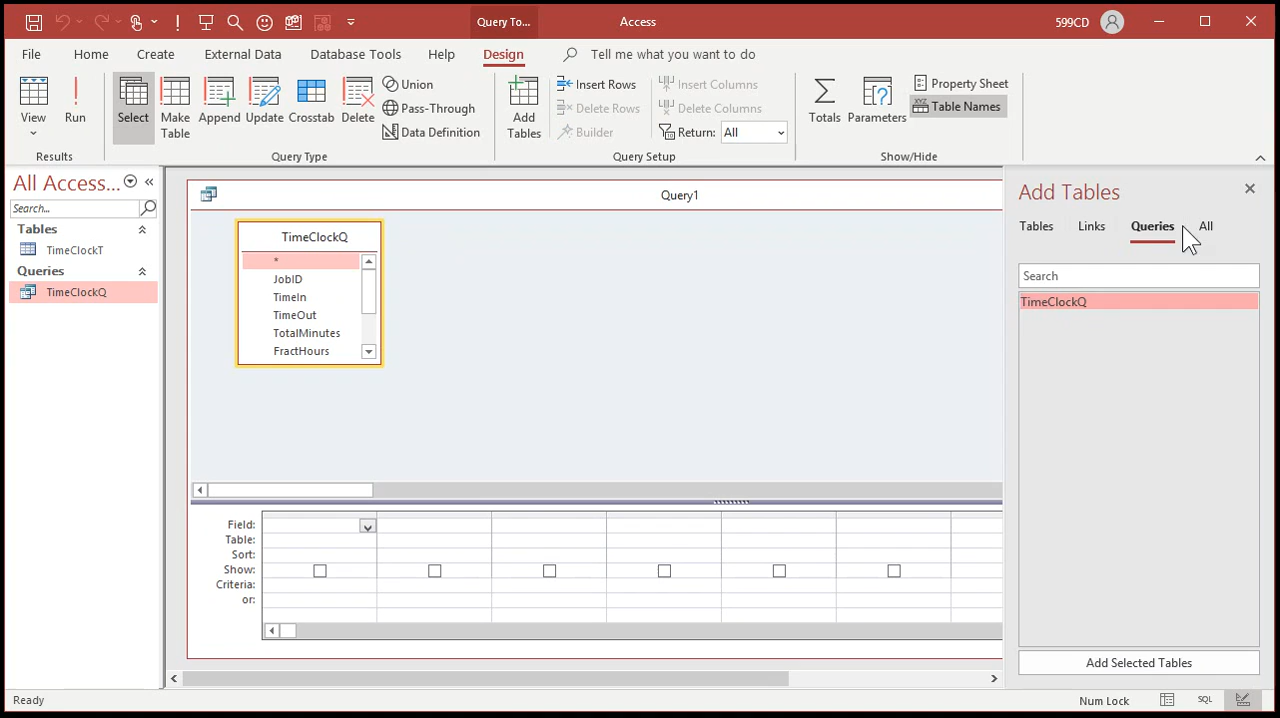 Query To...
Access
599CD
File Home Create External Data Database Tools Help Design Tell me what you want to do
View
Run
Results
Select
Make Table
Append
Update
Crosstab
Delete
Union
Pass-Through
Data Definition
Query Type
Add Tables
Insert Rows
Delete Rows
Builder
Insert Columns
Delete Columns
Return: All
Query Setup
Totals
Parameters
Property Sheet
XYZ Table Names
Show/Hide
All Access...
Search...
Tables
TimeClockT
Queries
TimeClockQ
Query1
TimeClockQ
*
JobID
TimeIn
TimeOut
TotalMinutes
FractHours
Field:
Table:
Sort:
Show:
Criteria:
or:
Add Tables
Tables Links Queries All
Search
TimeClockQ
Add Selected Tables
Ready
Num Lock
SQL